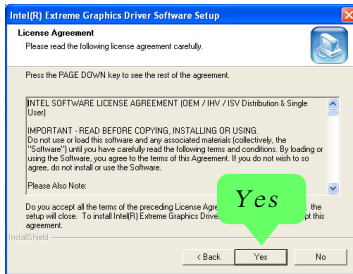 Intel(R) Extreme Graphics Driver Software Setup
License Agreement
Please read the following license agreement carefully.
Press the PAGE DOWN key to see the rest of the agreement.
INTEL SOFTWARE LICENSE AGREEMENT (OEM / IHV / ISV Distribution & Single
User)
IMPORTANT - READ BEFORE COPYING, INSTALLING OR USING.
Do not use or load this software and any associated materials (collectively, the
"Software") until you have carefully read the following terms and conditions. By loading or
using the Software, you agree to the terms of this Agreement. If you do not wish to so
agree, do not install or use the Software.
Please Also Note:
Do you accept all the terms of the preceding License Agr the
setup will close. To install Intel(R) Extreme Graphics Drive pt this
agreement.
Yes
InstallShield
< Back Yes No